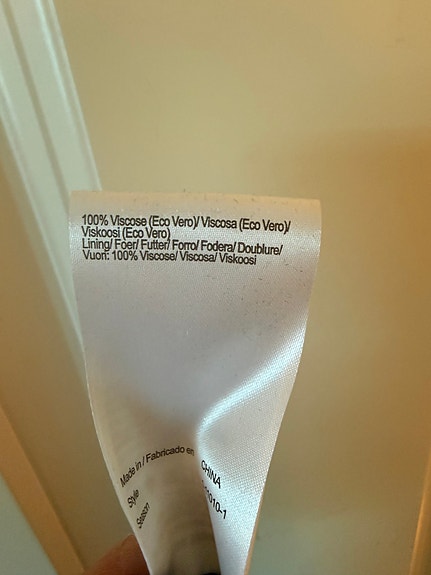 100% Viscose (Eco Vero)/ Viscosa (Eco Vero)/
Viskoosi (Eco Vero)
Lining/ Foer/ Futter/ Forro/ Fodera/ Doublure/
Vuori: 100% Viscose/ Viscosa/ Viskoosi
Made in / Fabricado en CHINA
Style
Season